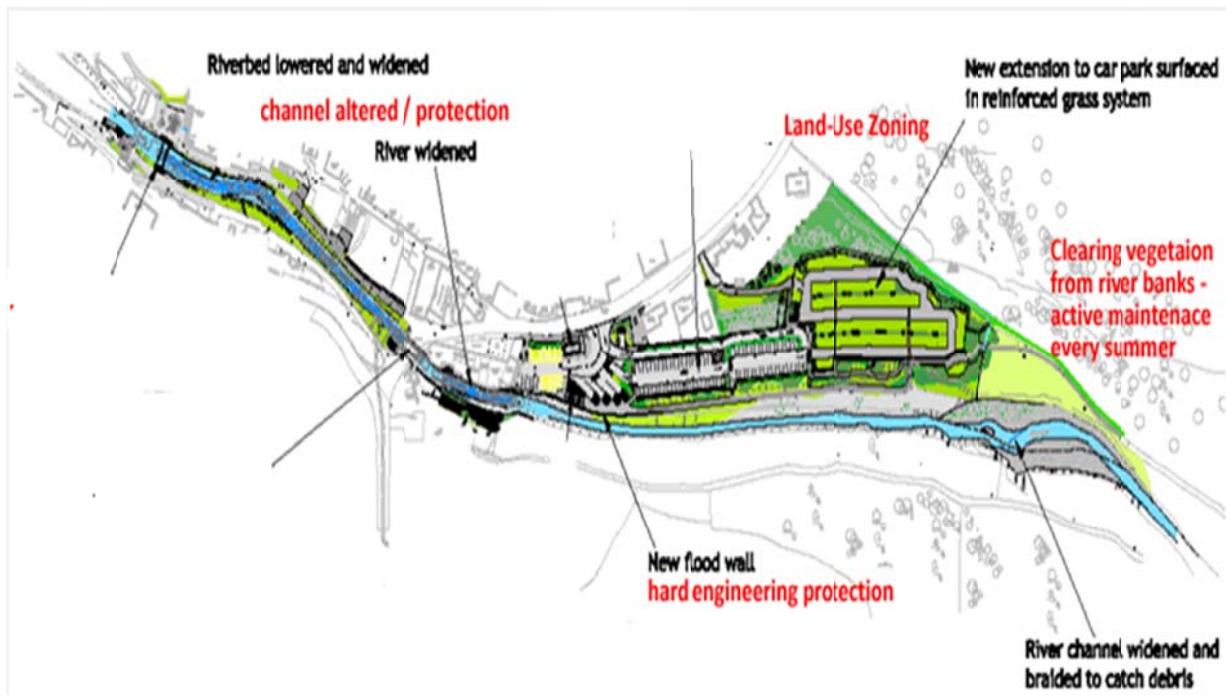 Riverbed lowered and widened
channel altered / protection
River widened
New extension to car park surfaced
in reinforced grass system
Land-Use Zoning
Clearing vegetaion
from river banks -
active maintenace
every summer
New flood wall
hard engineering protection
River channel widened and
braided to catch debris